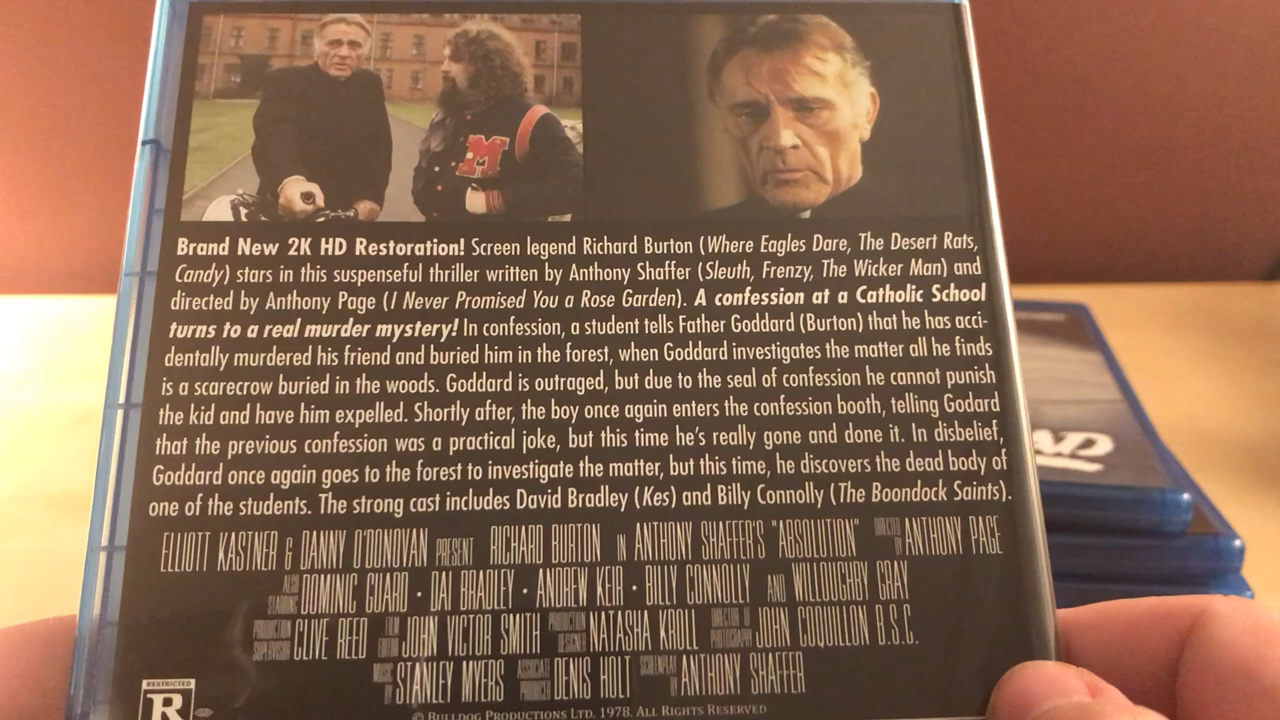 M
Brand New 2K HD Restoration! Screen legend Richard Burton (Where Eagles Dare, The Desert Rats,
Candy) stars in this suspenseful thriller written by Anthony Shaffer (Sleuth, Frenzy, The Wicker Man) and
directed by Anthony Page (I Never Promised You a Rose Garden). A confession at a Catholic School
turns to a real murder mystery! In confession, a student tells Father Goddard (Burton) that he has acci-
dentally murdered his friend and buried him in the forest, when Goddard investigates the matter all he finds
is a scarecrow buried in the woods. Goddard is outraged, but due to the seal of confession he cannot punish
the kid and have him expelled. Shortly after, the boy once again enters the confession booth, telling Godard
that the previous confession was a practical joke, but this time he's really gone and done it. In disbelief,
Goddard once again goes to the forest to investigate the matter, but this time, he discovers the dead body of
one of the students. The strong cast includes David Bradley (Kes) and Billy Connolly (The Boondock Saints).
ELLIOTT KASTNER & DANNY O'DONOVAN PRESENT RICHARD BURTON IN ANTHONY SHAFFER'S "ABSOLUTION" DIRECTED BY ANTHONY PAGE
ALSO STARRING DOMINIC GUARD · DAI BRADLEY · ANDREW KEIR · BILLY CONNOLLY AND WILLOUGHBY GRAY
PRODUCTION SUPERVISOR CLIVE REED FILM EDITOR JOHN VICTOR SMITH PRODUCTION DESIGNER NATASHA KROLL DIRECTOR OF PHOTOGRAPHY JOHN COQUILLON B.S.C.
MUSIC BY STANLEY MYERS ASSOCIATE PRODUCER DENIS HOLT SCREENPLAY BY ANTHONY SHAFFER
RESTRICTED
R
© BULLDOG PRODUCTIONS LTD. 1978. ALL RIGHTS RESERVED